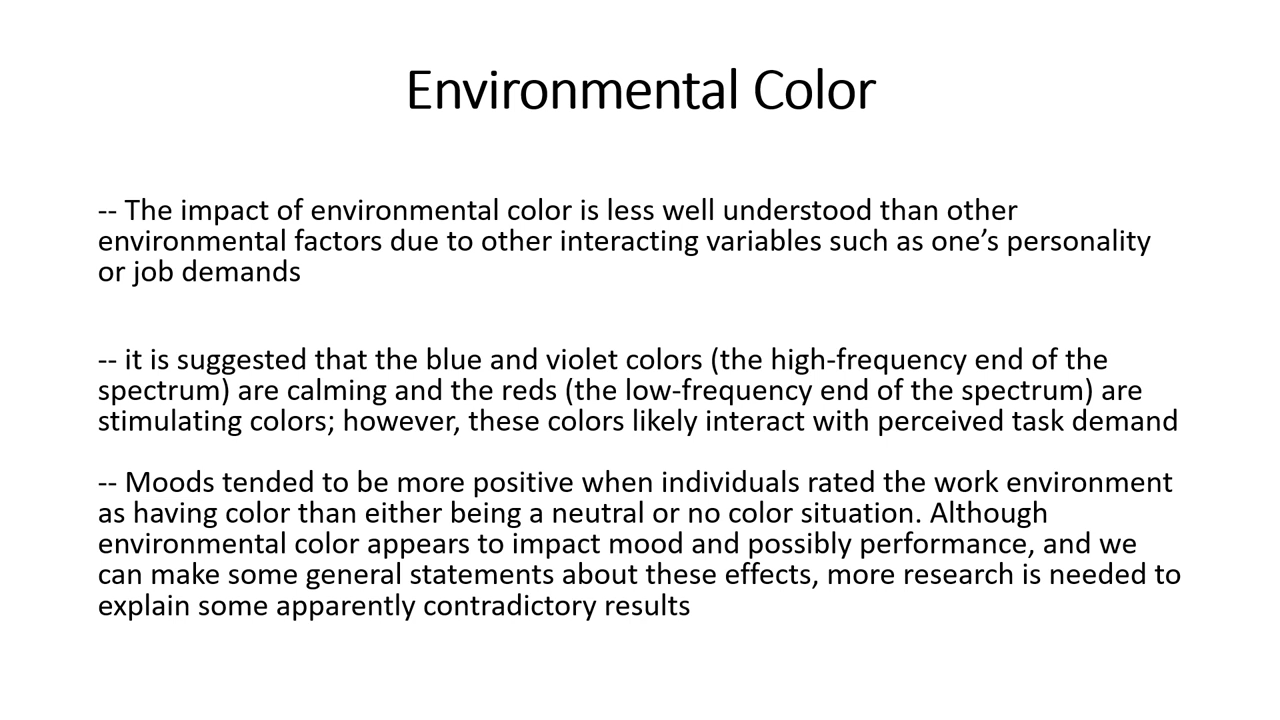 Environmental Color
-- The impact of environmental color is less well understood than other
environmental factors due to other interacting variables such as one’s personality
or job demands
-- it is suggested that the blue and violet colors (the high-frequency end of the
spectrum) are calming and the reds (the low-frequency end of the spectrum) are
stimulating colors; however, these colors likely interact with perceived task demand
-- Moods tended to be more positive when individuals rated the work environment
as having color than either being a neutral or no color situation. Although
environmental color appears to impact mood and possibly performance, and we
can make some general statements about these effects, more research is needed to
explain some apparently contradictory results